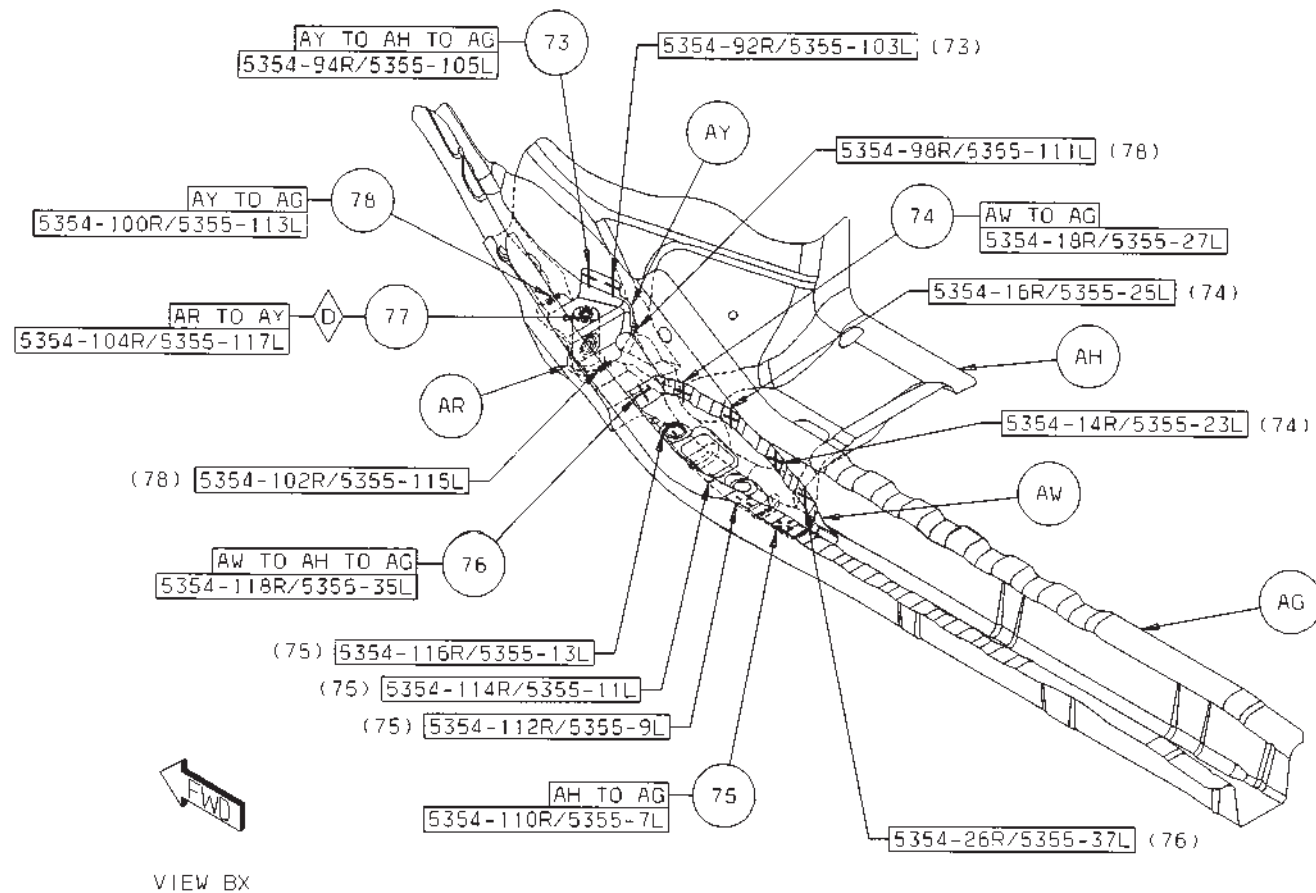 AY TO AH TO AG
5354-94R/5355-105L
73
5354-92R/5355-103L (73)
AY
5354-98R/5355-111L (78)
AY TO AG
5354-100R/5355-113L
78
74
AW TO AG
5354-18R/5355-27L
5354-16R/5355-25L (74)
AR TO AY
5354-104R/5355-117L
D
77
AH
AR
5354-14R/5355-23L (74)
(78) 5354-102R/5355-115L
AW
AW TO AH TO AG
5354-118R/5355-35L
76
AG
(75) 5354-116R/5355-13L
(75) 5354-114R/5355-11L
(75) 5354-112R/5355-9L
AH TO AG
5354-110R/5355-7L
75
FWD
5354-26R/5355-37L (76)
VIEW BX